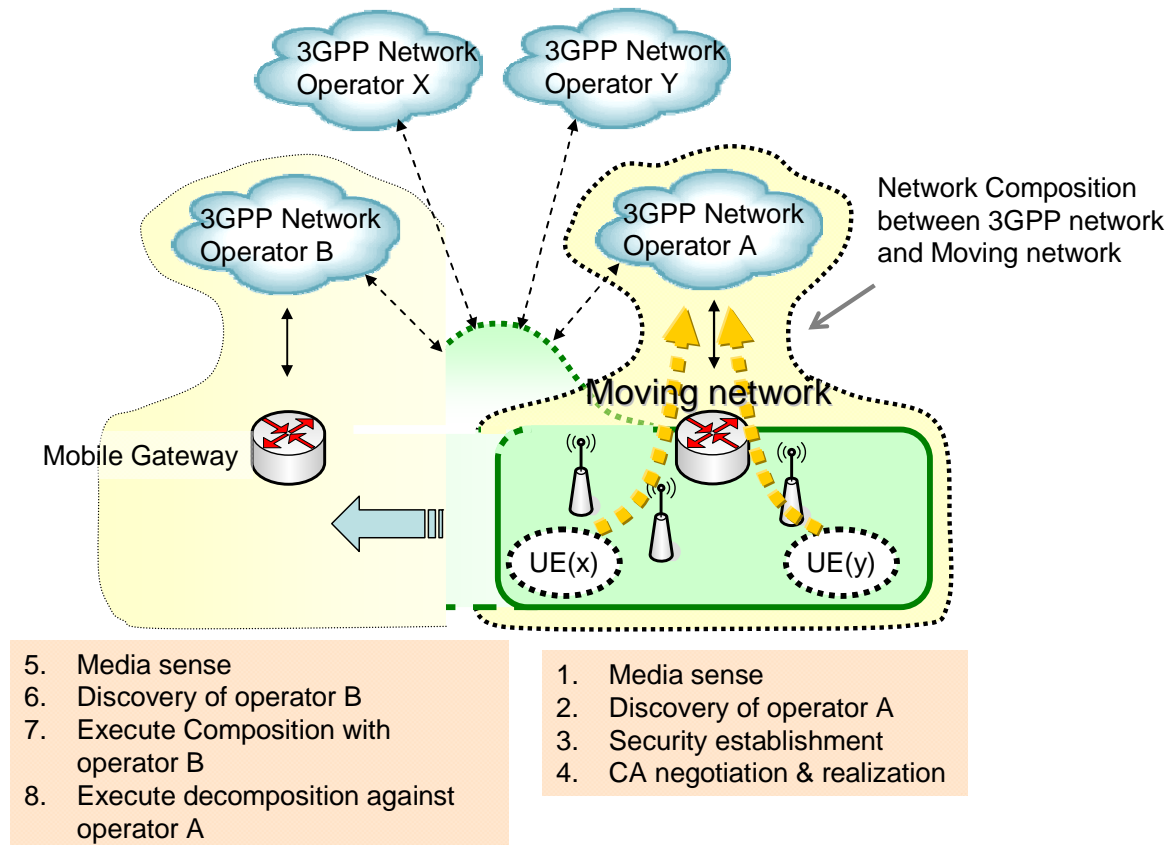 3GPP Network
Operator X
3GPP Network
Operator Y
3GPP Network
Operator B
3GPP Network
Operator A
Network Composition
between 3GPP network
and Moving network
Moving network
Mobile Gateway
UE(x)
UE(y)
5. Media sense
6. Discovery of operator B
7. Execute Composition with
operator B
8. Execute decomposition against
operator A
1. Media sense
2. Discovery of operator A
3. Security establishment
4. CA negotiation & realization